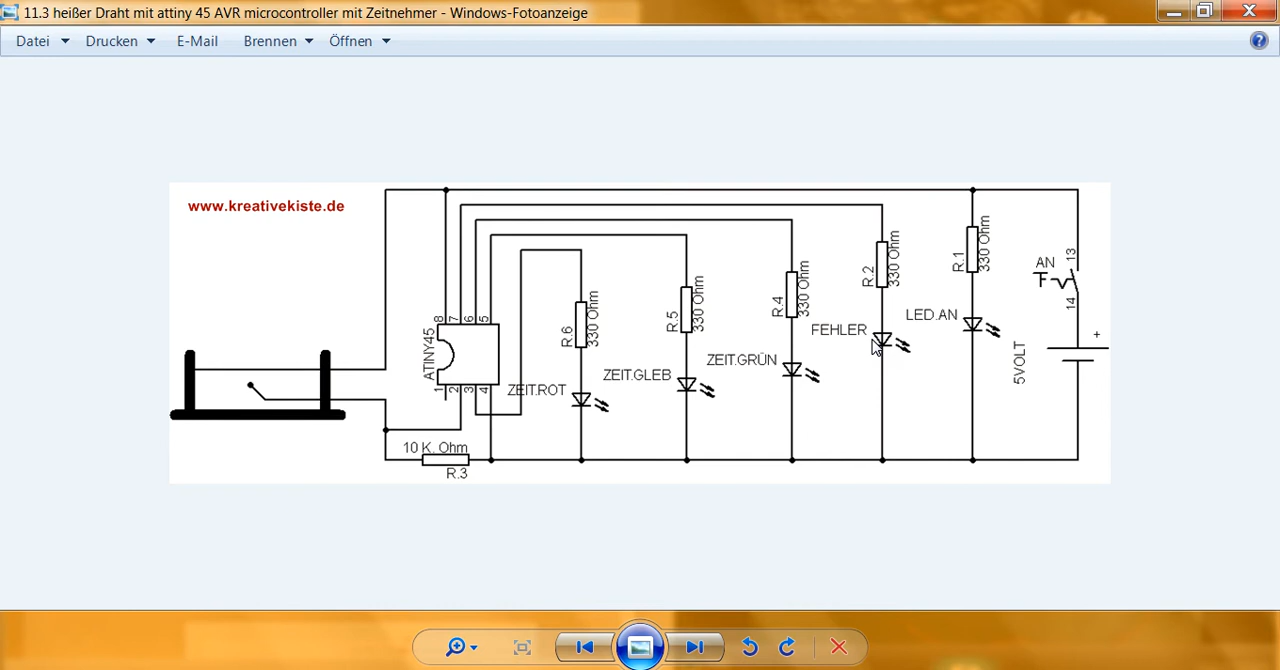 11.3 heißer Draht mit attiny 45 AVR microcontroller mit Zeitnehmer - Windows-Fotoanzeige
Datei Drucken E-Mail Brennen Öffnen
www.kreativekiste.de
ATINY45
8 7 6 5
1 2 3 4
10 K. Ohm
R.3
R.6
330 Ohm
ZEIT.ROT
R.5
330 Ohm
ZEIT.GLEB
R.4
330 Ohm
ZEIT.GRÜN
R.2
330 Ohm
FEHLER
R.1
330 Ohm
LED.AN
AN
13
14
5VOLT
+